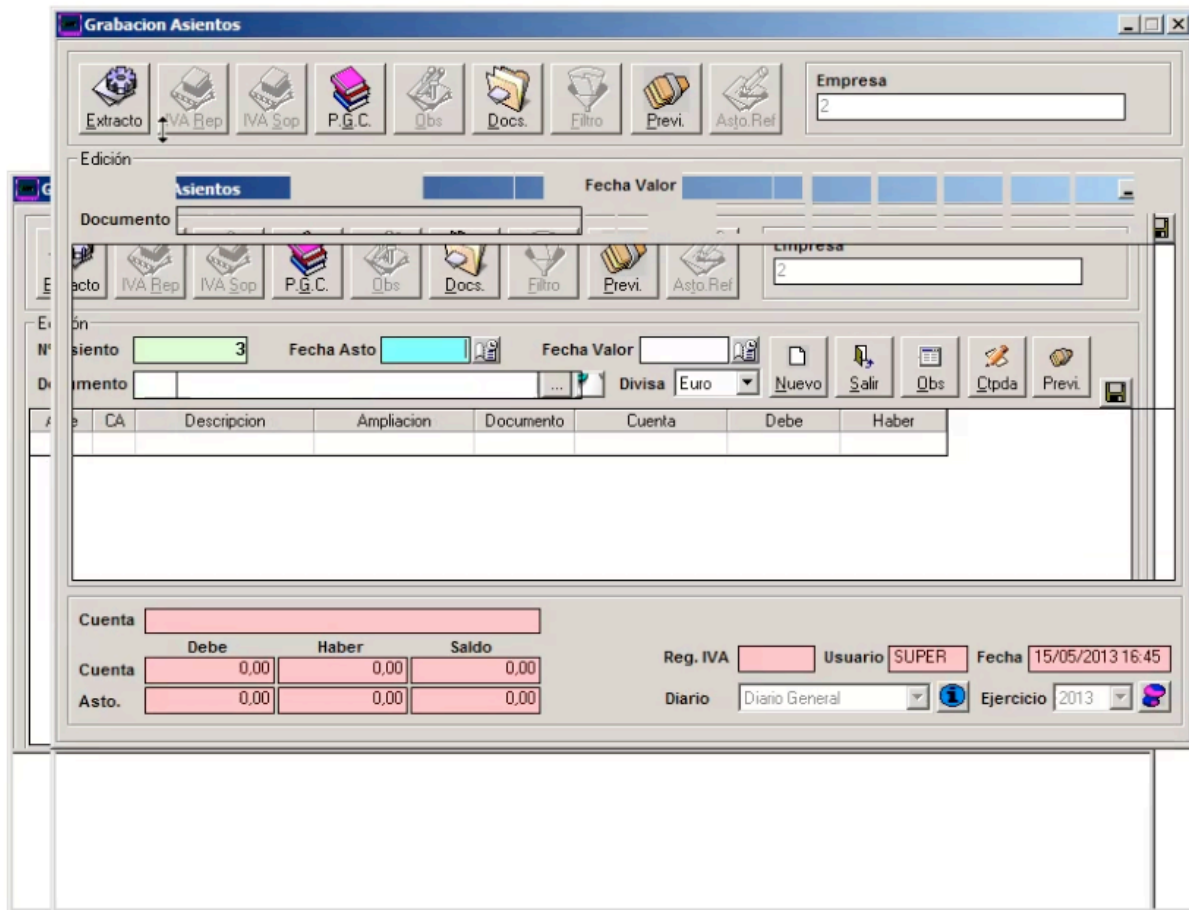 Grabacion Asientos
Extracto IVA Rep IVA Sop P.G.C. Obs Docs. Filtro Previ. Asto.Ref
Empresa
2
Edición
Asientos
Fecha Valor
Documento
Empresa
2
IVA Rep IVA Sop P.G.C. Obs Docs. Filtro Previ. Asto.Ref
Fecha Asto Fecha Valor
3
Divisa Euro Nuevo Salir Obs Ctpda Previ.
...
CA Descripcion Ampliacion Documento Cuenta Debe Haber
Cuenta
Debe Haber Saldo
Cuenta 0,00 0,00 0,00
Asto. 0,00 0,00 0,00
Reg. IVA Usuario SUPER Fecha 15/05/2013 16:45
Diario Diario General Ejercicio 2013